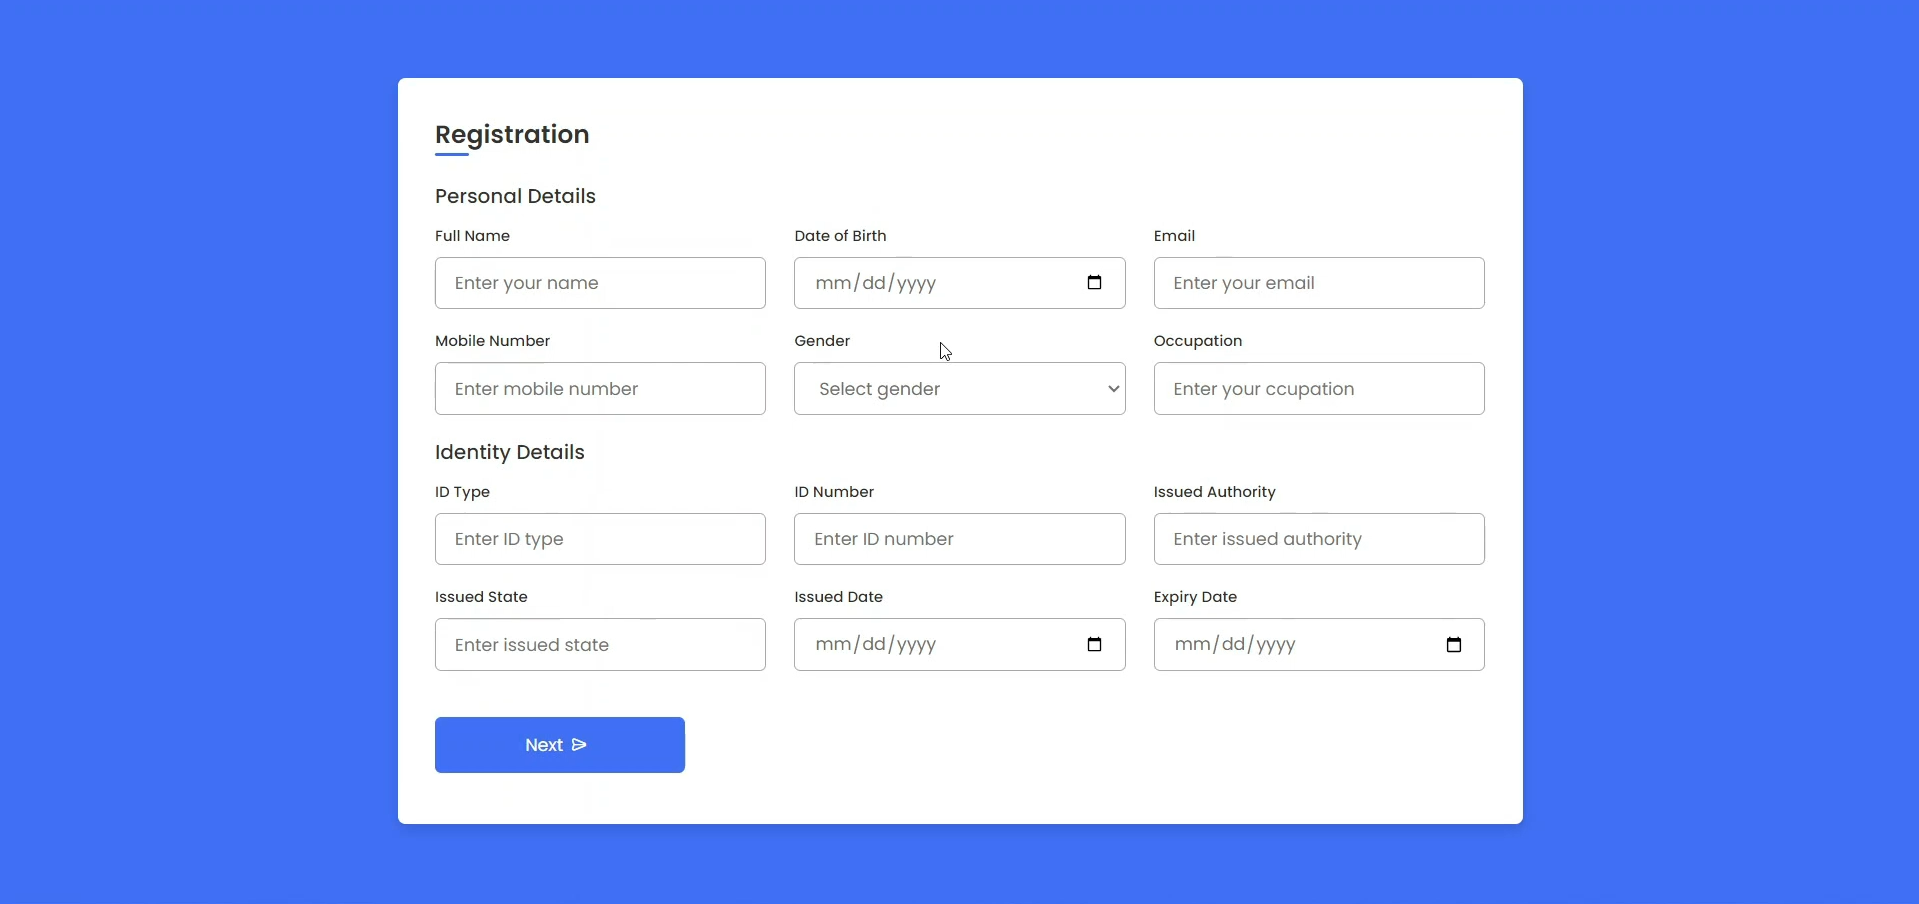 Registration
Personal Details
Full Name Date of Birth Email
Enter your name mm/dd/yyyy Enter your email
Mobile Number Gender Occupation
Enter mobile number Select gender Enter your ccupation
Identity Details
ID Type ID Number Issued Authority
Enter ID type Enter ID number Enter issued authority
Issued State Issued Date Expiry Date
Enter issued state mm/dd/yyyy mm/dd/yyyy
Next